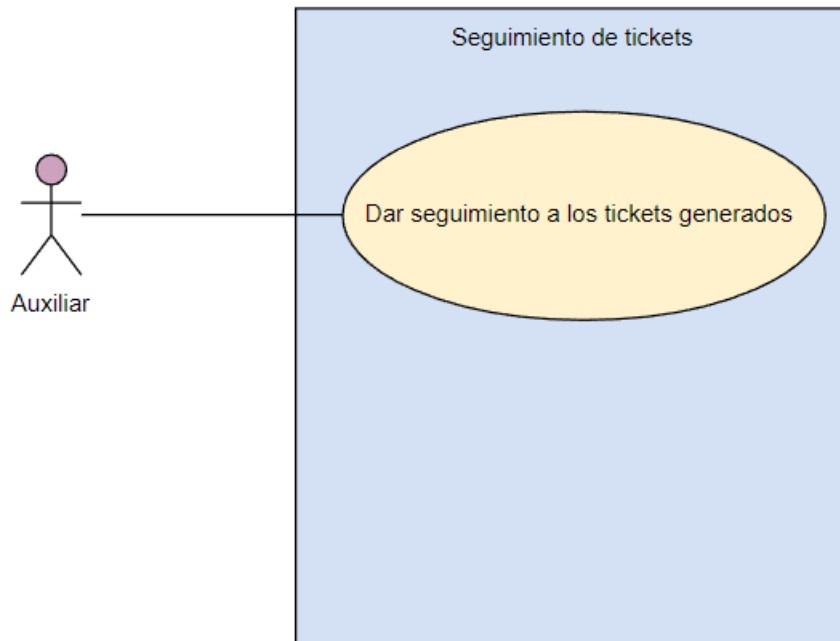 Seguimiento de tickets
Dar seguimiento a los tickets generados
Auxiliar